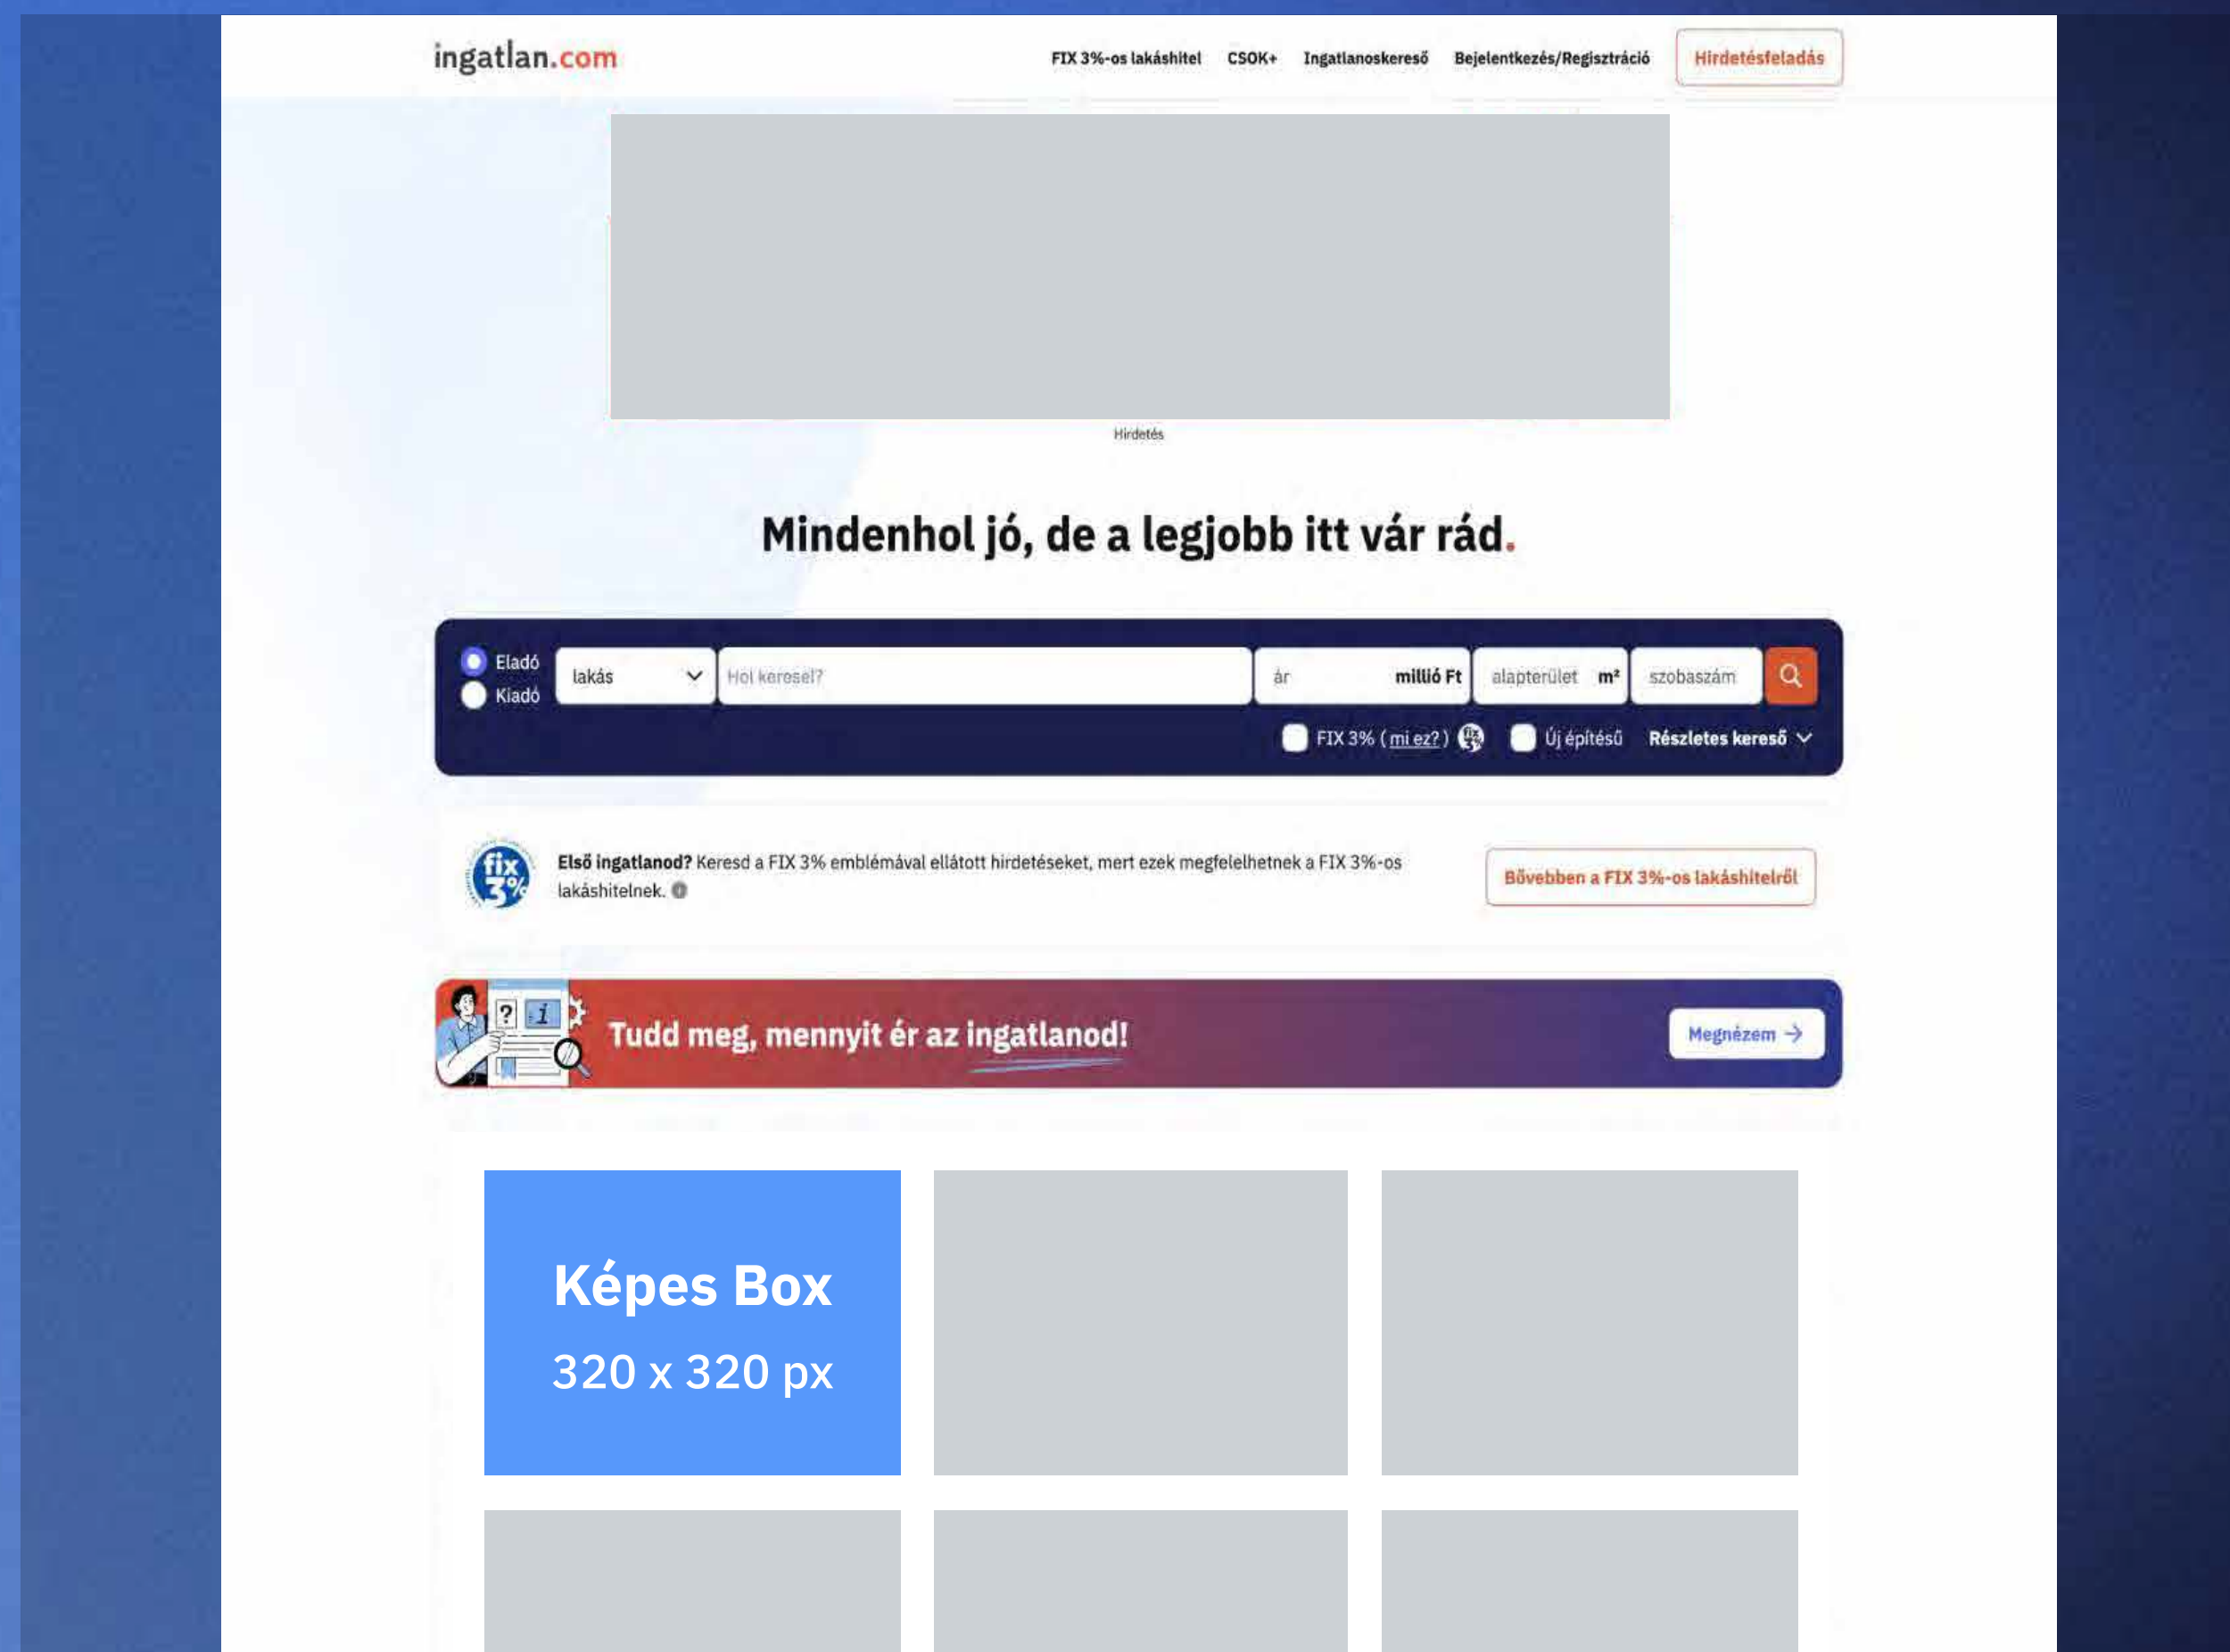 ingatlan.com
FIX 3%-os lakáshitel CSOK+ Ingatlanoskereső Bejelentkezés/Regisztráció Hirdetésfeladás
Hirdetés
Mindenhol jó, de a legjobb itt vár rád.
Eladó
Kiadó
lakás Hol keresel? ár millió Ft alapterület m² szobaszám
FIX 3% (mi ez?) fix 3% Új építésű Részletes kereső
fix 3%
Első ingatlanod? Keresd a FIX 3% emblémával ellátott hirdetéseket, mert ezek megfelelhetnek a FIX 3%-os
lakáshitelnek.
Bővebben a FIX 3%-os lakáshitelről
? i
Tudd meg, mennyit ér az ingatlanod!
Megnézem →
Képes Box
320 x 320 px